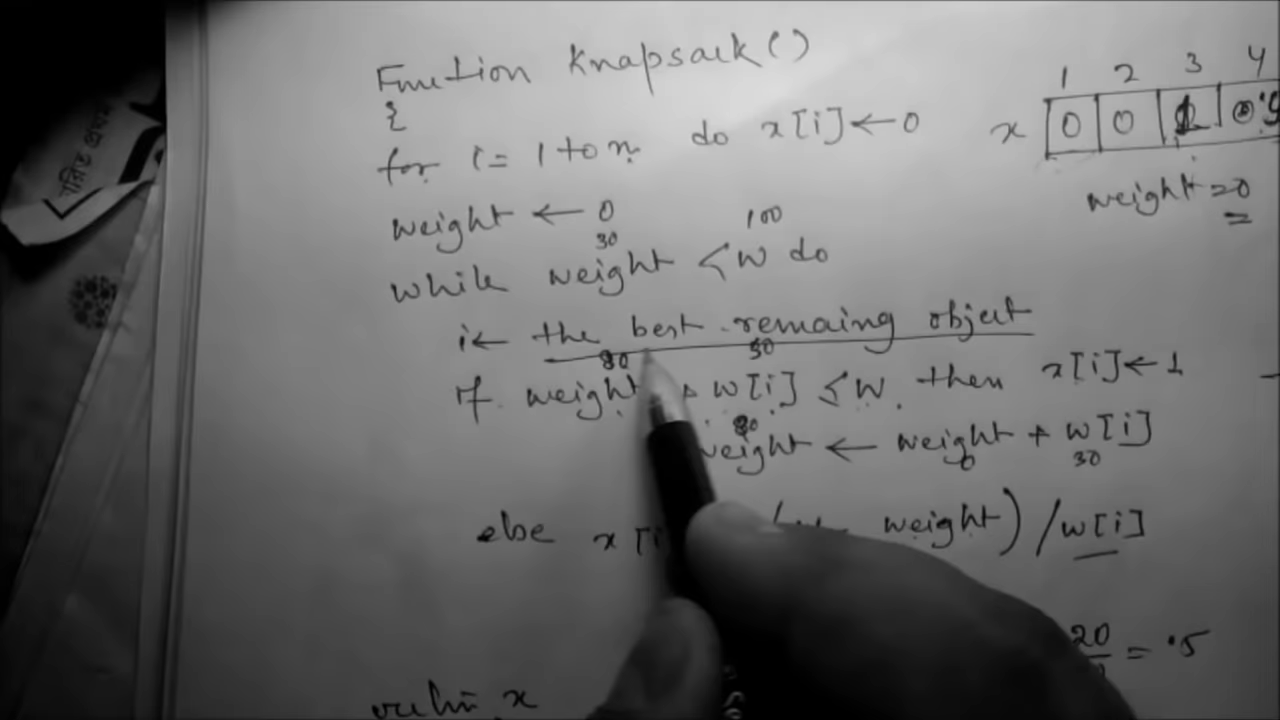 Function Knapsack()
{
for i = 1 to n do x[i] ← 0
1 2 3 4
x 0 0 1
weight = 0
weight ← 0
30 100
while weight < W do
i ← the best remaing object
80 50
if weight + w[i] ≤ W then x[i] ← 1
80
weight ← weight + w[i]
0 30
else x[i weight) / w[i]
20
= .5
return x